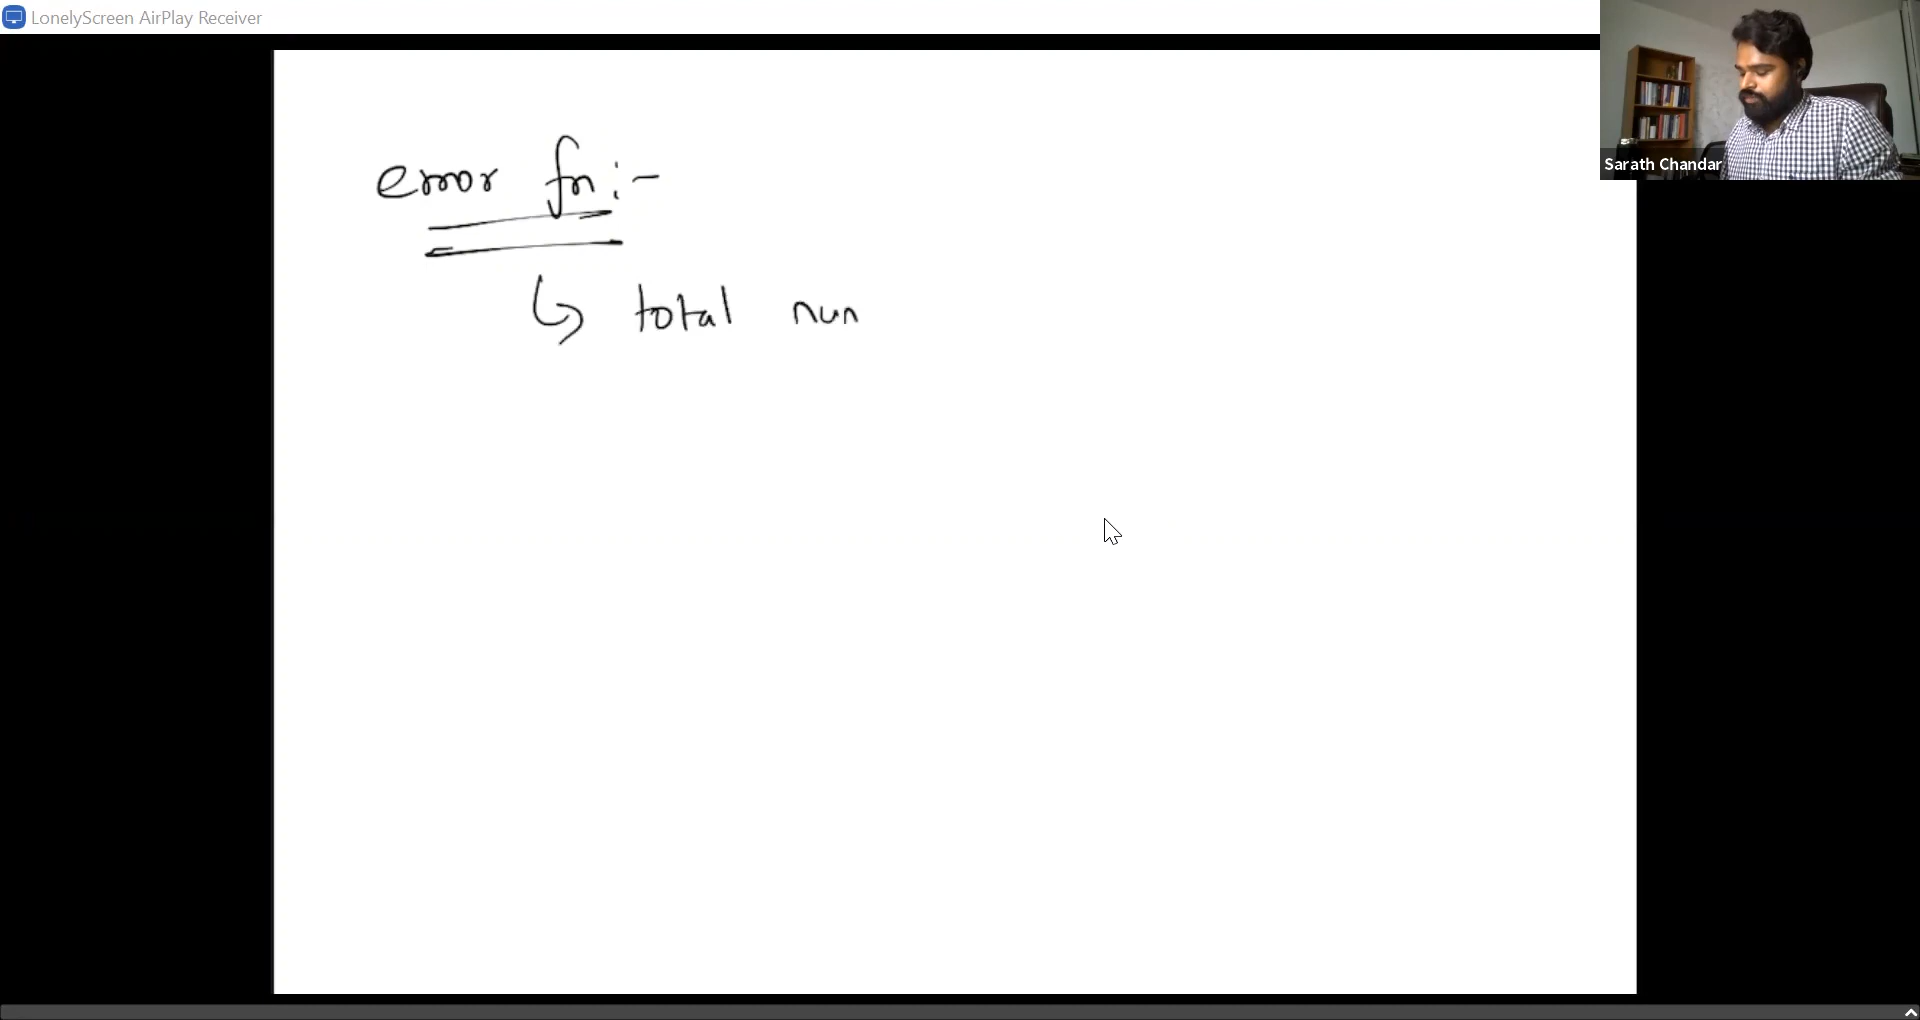 LonelyScreen AirPlay Receiver
Sarath Chandar
error fn:-
↳ total nun